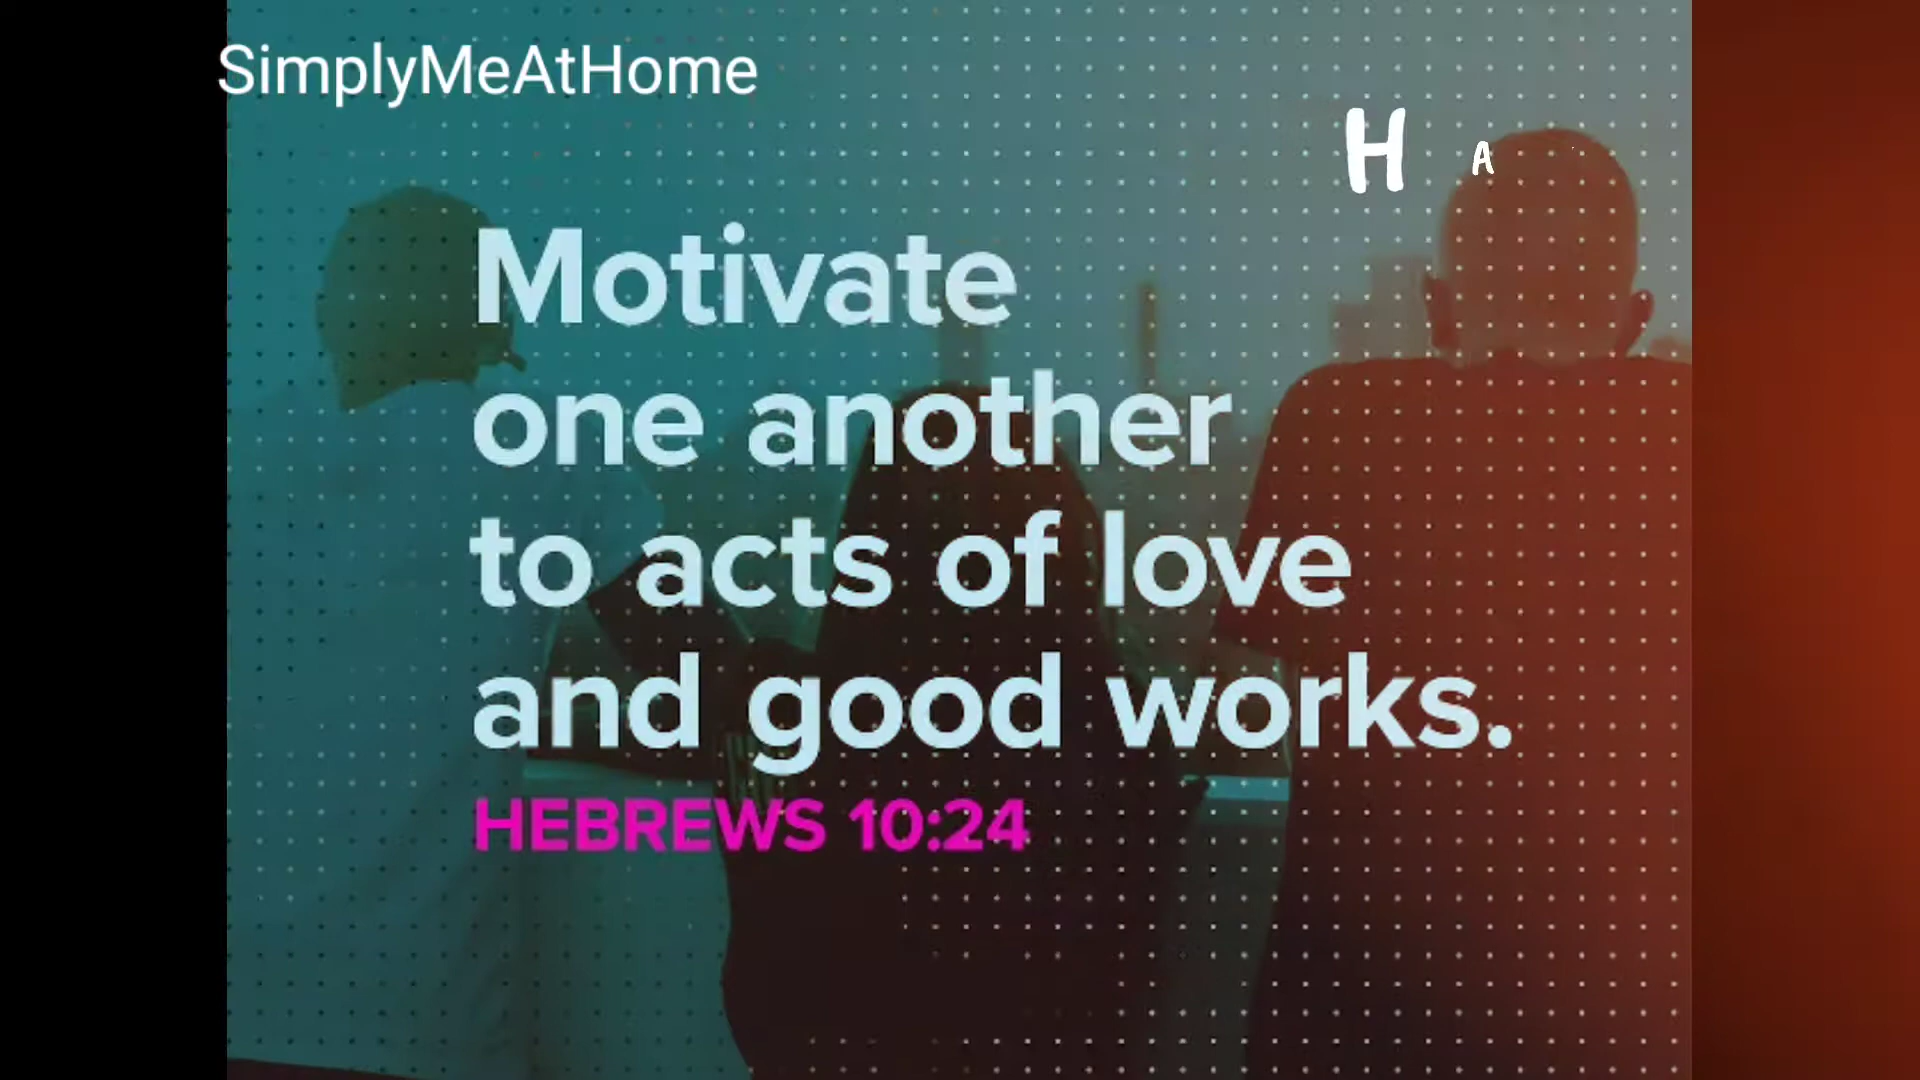 SimplyMeAtHome
H A
Motivate
one another
to acts of love
and good works.
HEBREWS 10:24